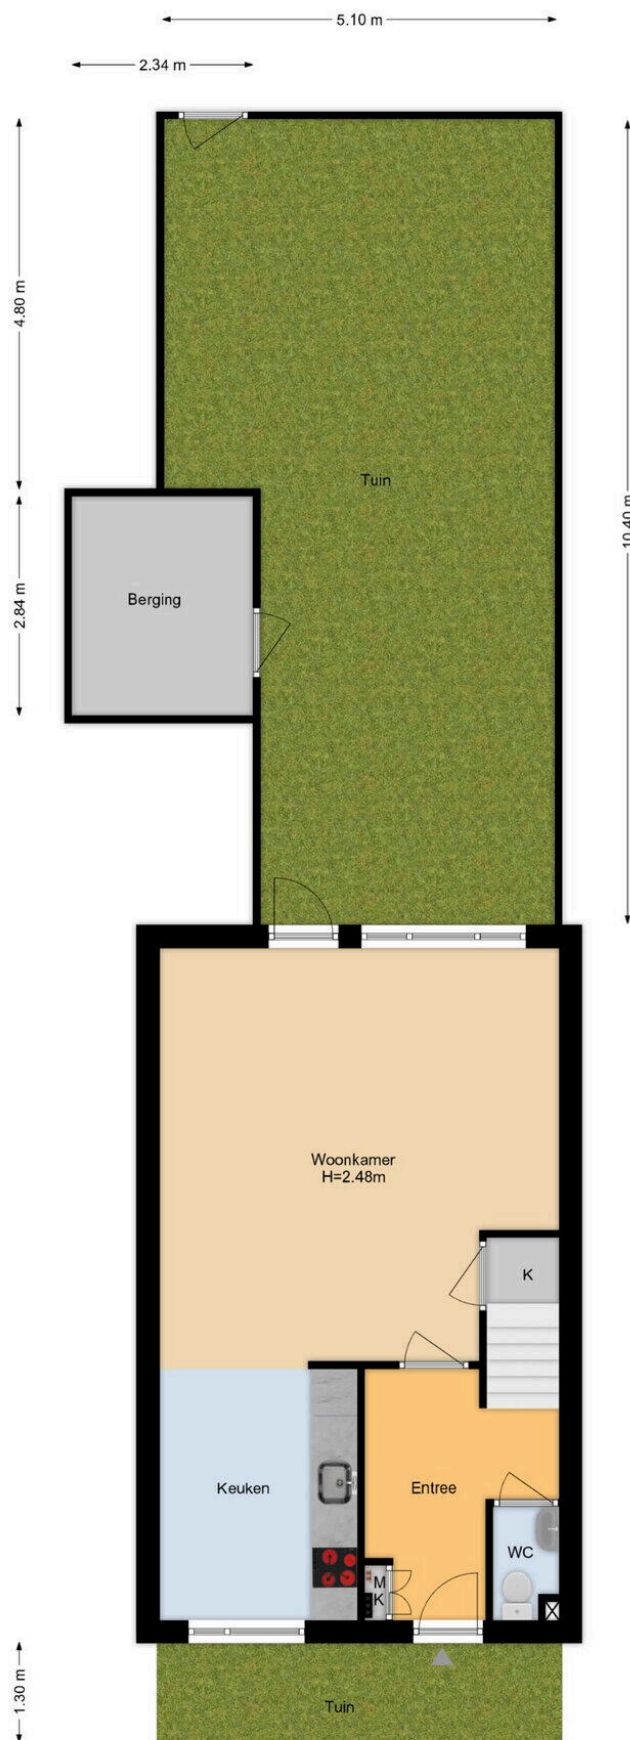 5.10 m
2.34 m
4.80 m
10.40 m
Tuin
2.84 m
Berging
Woonkamer
H=2.48m
K
Keuken
Entree
WC
M
K
1.30 m
Tuin